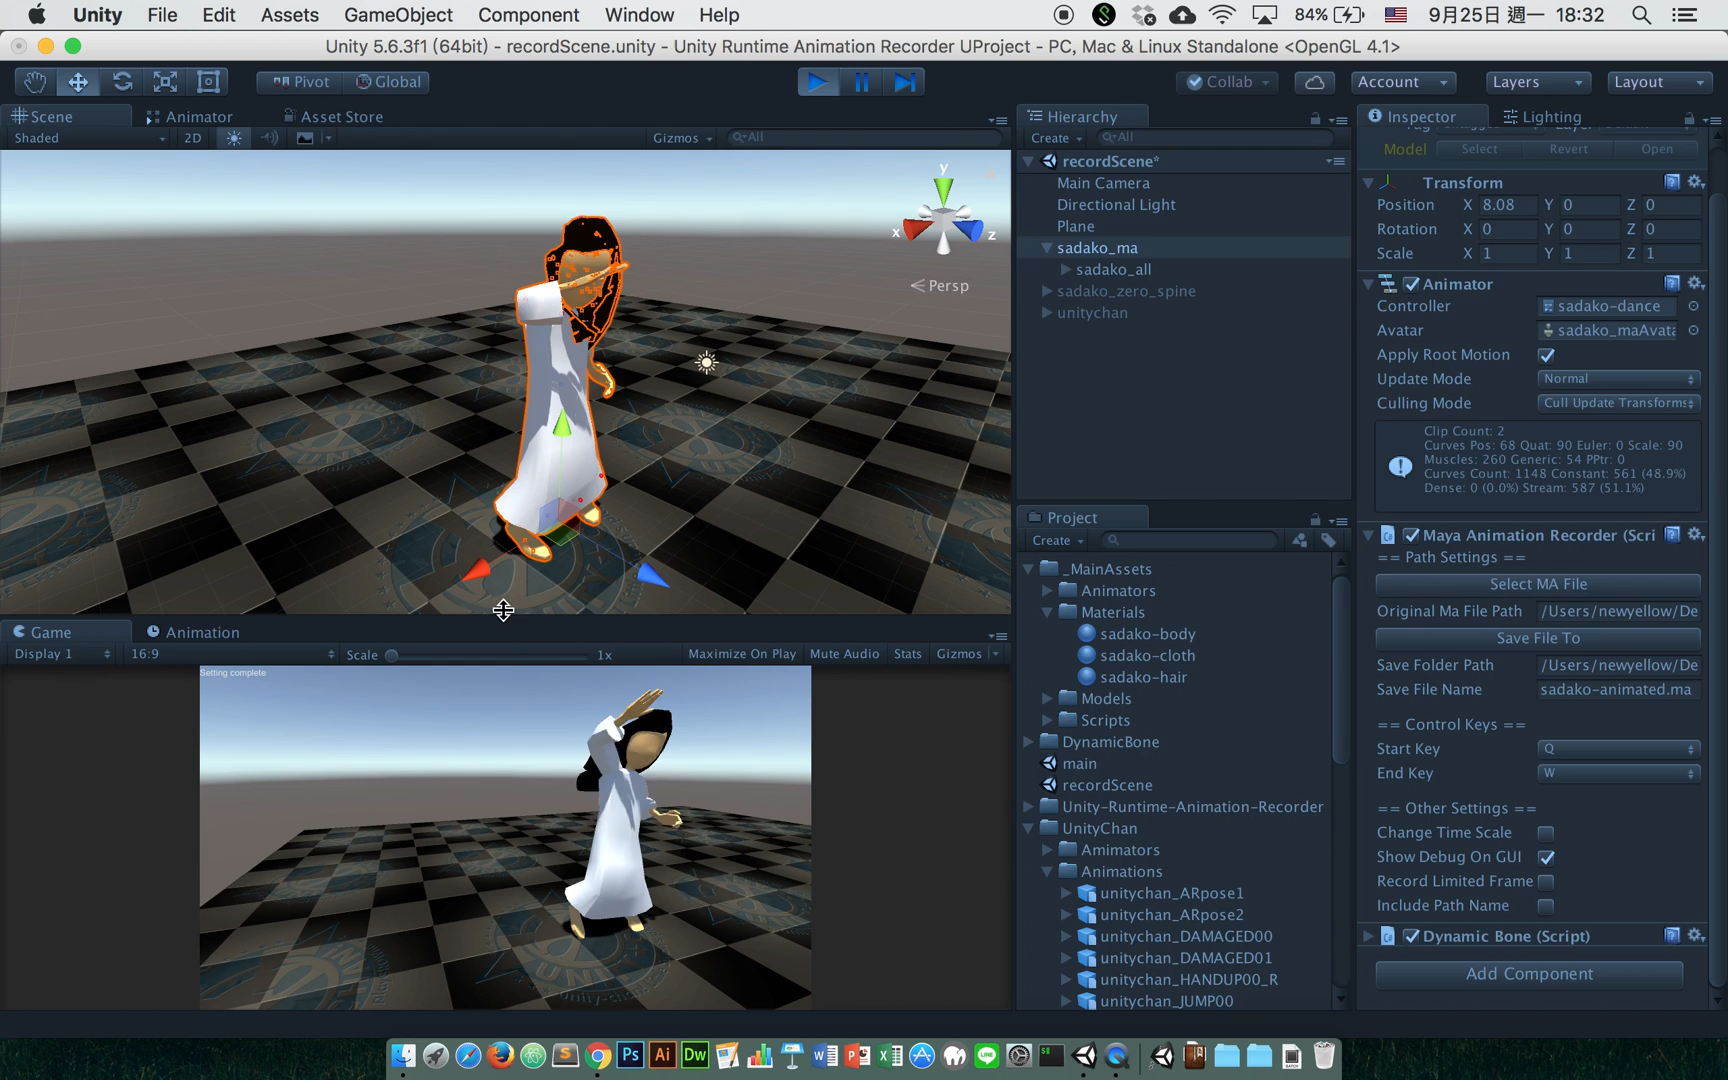 Unity File Edit Assets GameObject Component Window Help 84% 9月25日 週一 18:32
Unity 5.6.3f1 (64bit) - recordScene.unity - Unity Runtime Animation Recorder UProject - PC, Mac & Linux Standalone <OpenGL 4.1>
Pivot Global Collab Account Layers Layout
Scene Animator Asset Store
Shaded 2D Gizmos All
y
x
z
Persp
Hierarchy
Create All
recordScene*
Main Camera
Directional Light
Plane
sadako_ma
sadako_all
sadako_zero_spine
unitychan
Game Animation
Display 1 16:9 Scale 1x Maximize On Play Mute Audio Stats Gizmos
Setting complete
Project
Create
_MainAssets
Animators
Materials
sadako-body
sadako-cloth
sadako-hair
Models
Scripts
DynamicBone
main
recordScene
Unity-Runtime-Animation-Recorder
UnityChan
Amimators
Animations
unitychan_ARpose1
unitychan_ARpose2
unitychan_DAMAGED00
unitychan_DAMAGED01
unitychan_HANDUP00_R
unitychan_JUMP00
Inspector Lighting
Model Select Revert Open
Transform
Position X 8.08 Y 0 Z 0
Rotation X 0 Y 0 Z 0
Scale X 1 Y 1 Z 1
Animator
Controller sadako-dance
Avatar sadako_maAvata
Apply Root Motion
Update Mode Normal
Culling Mode Cull Update Transforms
Clip Count: 2
Curves Pos: 68 Quat: 90 Euler: 0 Scale: 90
Muscles: 260 Generic: 54 PPtr: 0
Curves Count: 1148 Constant: 561 (48.9%)
Dense: 0 (0.0%) Stream: 587 (51.1%)
Maya Animation Recorder (Scri
== Path Settings ==
Select MA File
Original Ma File Path /Users/newyellow/De
Save File To
Save Folder Path /Users/newyellow/De
Save File Name sadako-animated.ma
== Control Keys ==
Start Key Q
End Key W
== Other Settings ==
Change Time Scale
Show Debug On GUI
Record Limited Frame
Include Path Name
Dynamic Bone (Script)
Add Component
Ps Ai Dw